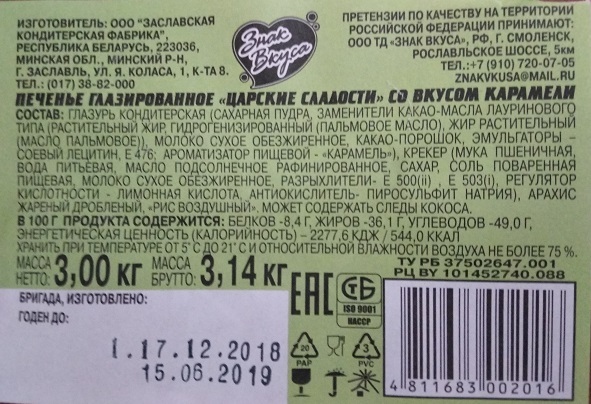 ИЗГОТОВИТЕЛЬ: ООО "ЗАСЛАВСКАЯ
КОНДИТЕРСКАЯ ФАБРИКА",
РЕСПУБЛИКА БЕЛАРУСЬ, 223036,
МИНСКАЯ ОБЛ., МИНСКИЙ Р-Н,
Г. ЗАСЛАВЛЬ, УЛ. Я. КОЛАСА, 1, К-ТА 8.
ТЕЛ.: (017) 38-82-000
Знак
Вкуса
ПРЕТЕНЗИИ ПО КАЧЕСТВУ НА ТЕРРИТОРИИ
РОССИЙСКОЙ ФЕДЕРАЦИИ ПРИНИМАЮТ:
ООО ТД «ЗНАК ВКУСА», РФ, Г. СМОЛЕНСК,
РОСЛАВЛЬСКОЕ ШОССЕ, 5КМ
ТЕЛ.:+7 (910) 720-07-05
ZNAKVKUSA@MAIL.RU
ПЕЧЕНЬЕ ГЛАЗИРОВАННОЕ «ЦАРСКИЕ СЛАДОСТИ» СО ВКУСОМ КАРАМЕЛИ
СОСТАВ: ГЛАЗУРЬ КОНДИТЕРСКАЯ (САХАРНАЯ ПУДРА, ЗАМЕНИТЕЛИ КАКАО-МАСЛА ЛАУРИНОВОГО
ТИПА (РАСТИТЕЛЬНЫЙ ЖИР, ГИДРОГЕНИЗИРОВАННЫЙ (ПАЛЬМОВОЕ МАСЛО), ЖИР РАСТИТЕЛЬНЫЙ
(МАСЛО ПАЛЬМОВОЕ)), МОЛОКО СУХОЕ ОБЕЗЖИРЕННОЕ, КАКАО-ПОРОШОК, ЭМУЛЬГАТОРЫ –
СОЕВЫЙ ЛЕЦИТИН, Е 476; АРОМАТИЗАТОР ПИЩЕВОЙ - «КАРАМЕЛЬ»), КРЕКЕР (МУКА ПШЕНИЧНАЯ,
ВОДА ПИТЬЕВАЯ, МАСЛО ПОДСОЛНЕЧНОЕ РАФИНИРОВАННОЕ, САХАР, СОЛЬ ПОВАРЕННАЯ
ПИЩЕВАЯ, МОЛОКО СУХОЕ ОБЕЗЖИРЕННОЕ, РАЗРЫХЛИТЕЛИ- Е 500(ii) , Е 503(i), РЕГУЛЯТОР
КИСЛОТНОСТИ - ЛИМОННАЯ КИСЛОТА, АНТИОКИСЛИТЕЛЬ- ПИРОСУЛЬФИТ НАТРИЯ), АРАХИС
ЖАРЕНЫЙ ДРОБЛЕНЫЙ, «РИС ВОЗДУШНЫЙ». МОЖЕТ СОДЕРЖАТЬ СЛЕДЫ КОКОСА.
В 100 Г ПРОДУКТА СОДЕРЖИТСЯ: БЕЛКОВ -8,4 Г, ЖИРОВ -36,1 Г, УГЛЕВОДОВ -49,0 Г,
ЭНЕРГЕТИЧЕСКАЯ ЦЕННОСТЬ (КАЛОРИЙНОСТЬ) – 2277,6 КДЖ / 544,0 ККАЛ
ХРАНИТЬ ПРИ ТЕМПЕРАТУРЕ ОТ 5°С ДО 21°С И ОТНОСИТЕЛЬНОЙ ВЛАЖНОСТИ ВОЗДУХА НЕ БОЛЕЕ 75 %.
МАССА НЕТТО: 3,00 КГ МАССА БРУТТО: 3,14 КГ
ТУ РБ 37502647.001
РЦ BY 101452740.088
БРИГАДА, ИЗГОТОВЛЕНО:
ГОДЕН ДО:
1.17.12.2018
15.06.2019
ЕАС
СТБ
ISO 9001
HACCP
20
PAP
3
PVC
4 811683 002016